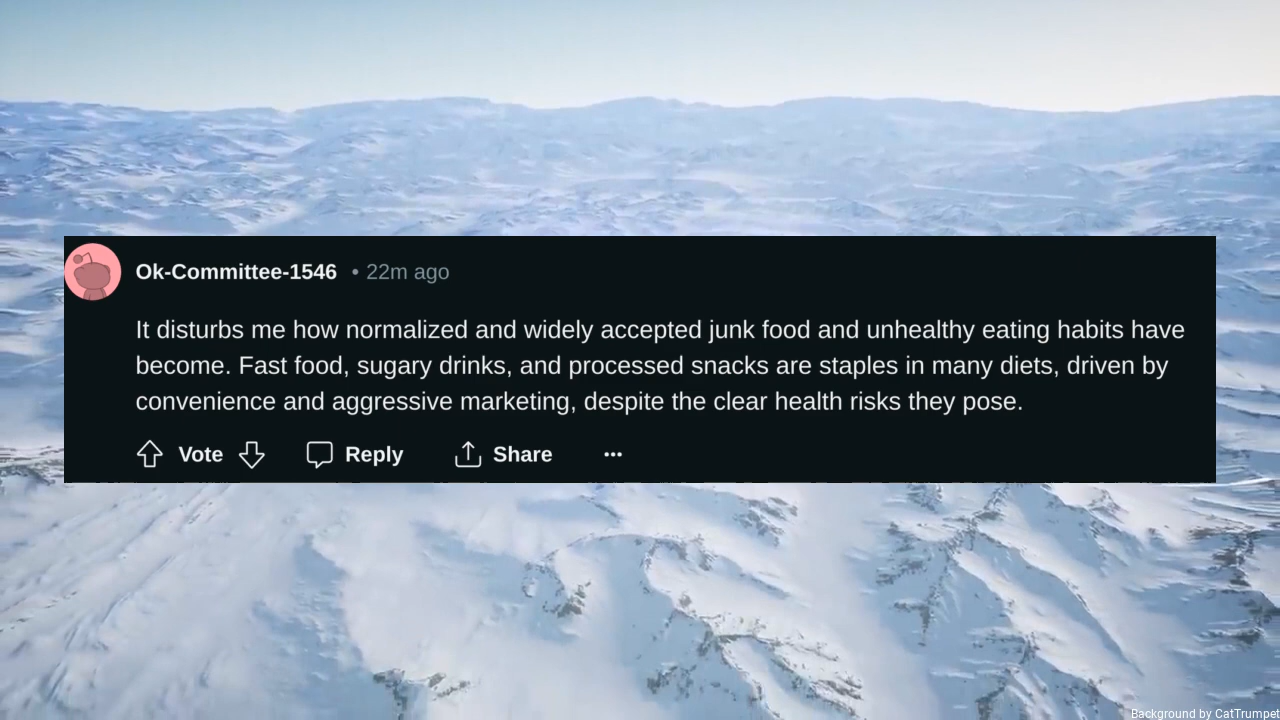 Ok-Committee-1546 • 22m ago
It disturbs me how normalized and widely accepted junk food and unhealthy eating habits have
become. Fast food, sugary drinks, and processed snacks are staples in many diets, driven by
convenience and aggressive marketing, despite the clear health risks they pose.
Vote Reply Share ···
Background by CatTrumpet